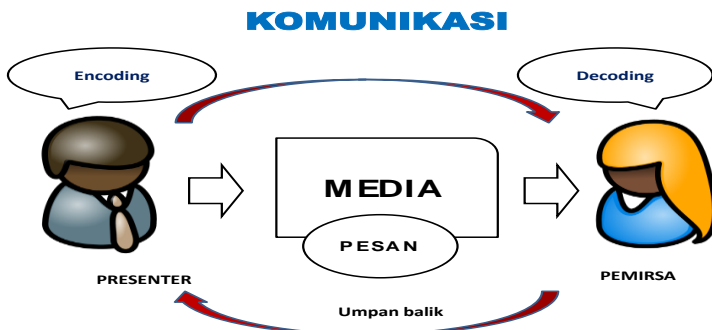 KOMUNIKASI
Encoding
Decoding
MEDIA
PESAN
PRESENTER
PEMIRSA
Umpan balik